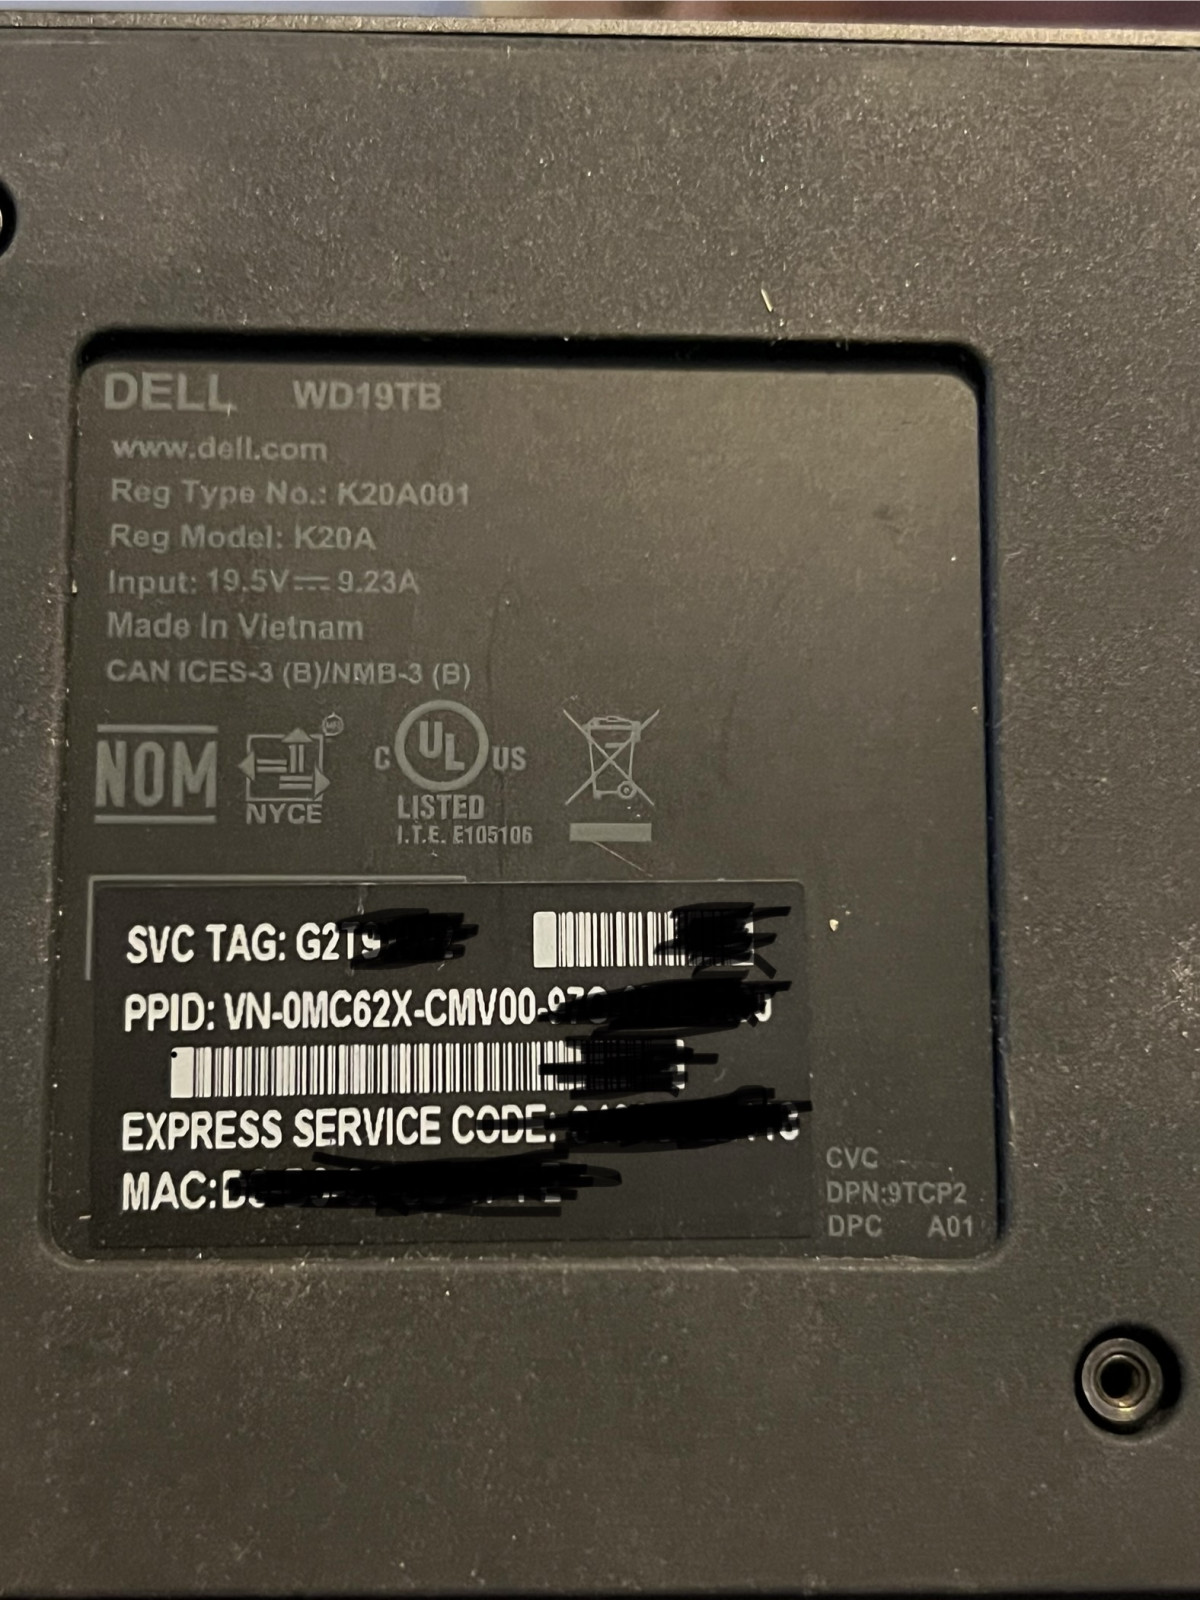 DELL WD19TB
www.dell.com
Reg Type No.: K20A001
Reg Model: K20A
Input: 19.5V⎓9.23A
Made In Vietnam
CAN ICES-3 (B)/NMB-3 (B)
NOM
NYCE
C UL US
LISTED
I.T.E. E105106
SVC TAG: G2T9
PPID: VN-0MC62X-CMV00-
EXPRESS SERVICE CODE:
MAC:
CVC
DPN:9TCP2
DPC A01